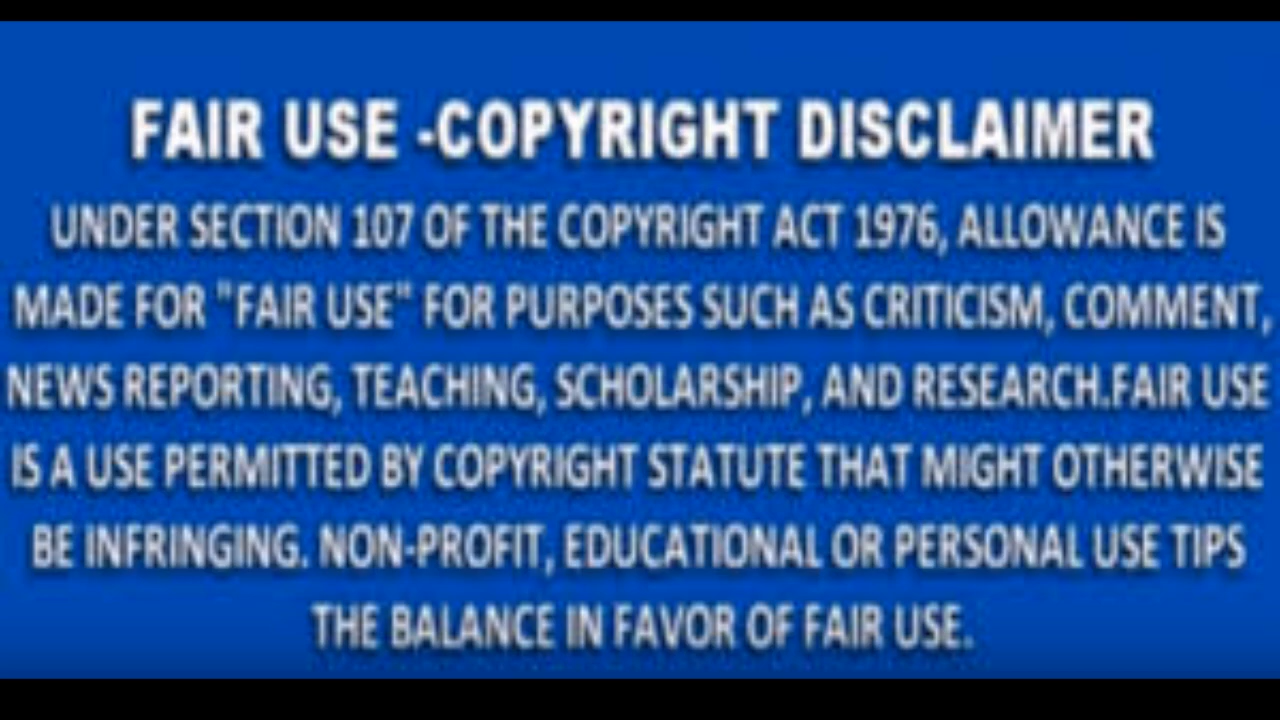 FAIR USE -COPYRIGHT DISCLAIMER
UNDER SECTION 107 OF THE COPYRIGHT ACT 1976, ALLOWANCE IS
MADE FOR "FAIR USE" FOR PURPOSES SUCH AS CRITICISM, COMMENT,
NEWS REPORTING, TEACHING, SCHOLARSHIP, AND RESEARCH.FAIR USE
IS A USE PERMITTED BY COPYRIGHT STATUTE THAT MIGHT OTHERWISE
BE INFRINGING. NON-PROFIT, EDUCATIONAL OR PERSONAL USE TIPS
THE BALANCE IN FAVOR OF FAIR USE.